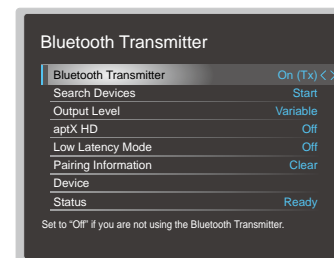 Bluetooth Transmitter
Bluetooth Transmitter On (Tx)
Search Devices Start
Output Level Variable
aptX HD Off
Low Latency Mode Off
Pairing Information Clear
Device
Status Ready
Set to “Off” if you are not using the Bluetooth Transmitter.